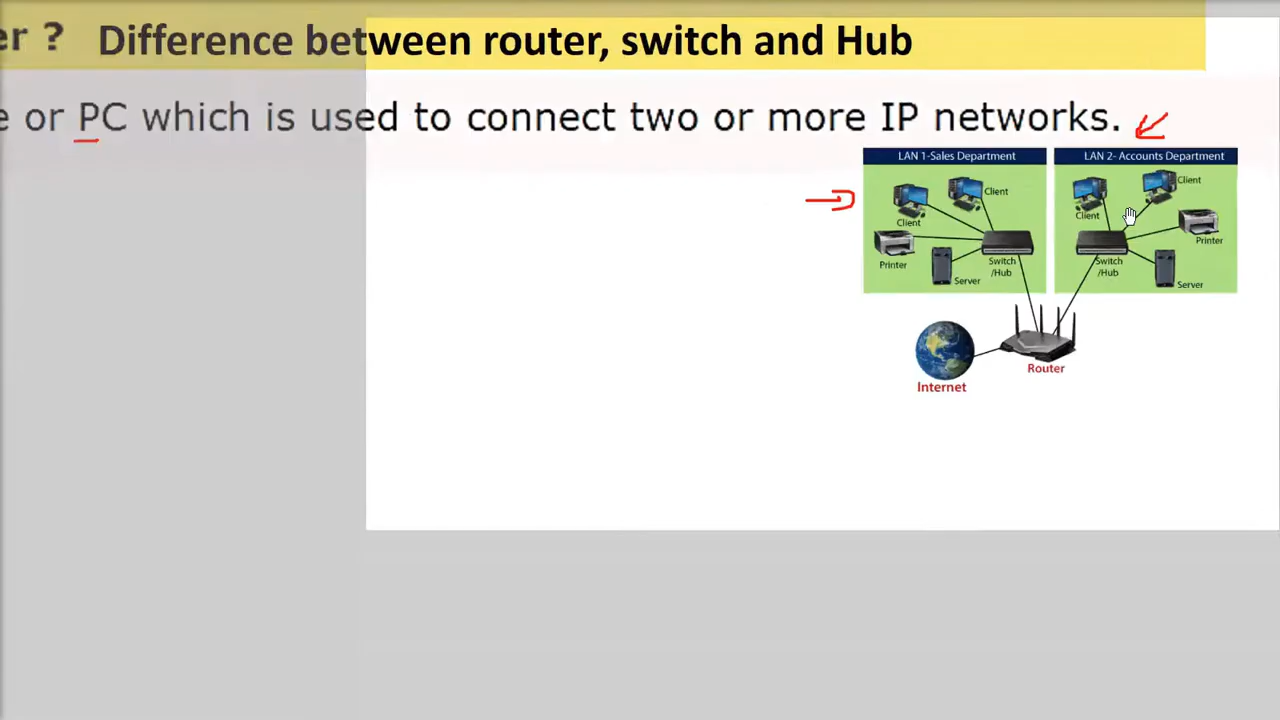 er ? Difference between router, switch and Hub
e or PC which is used to connect two or more IP networks.
LAN 1-Sales Department
Client
Client
Printer
Server
Switch
/Hub
LAN 2- Accounts Department
Client
Client
Printer
Switch
/Hub
Server
Router
Internet